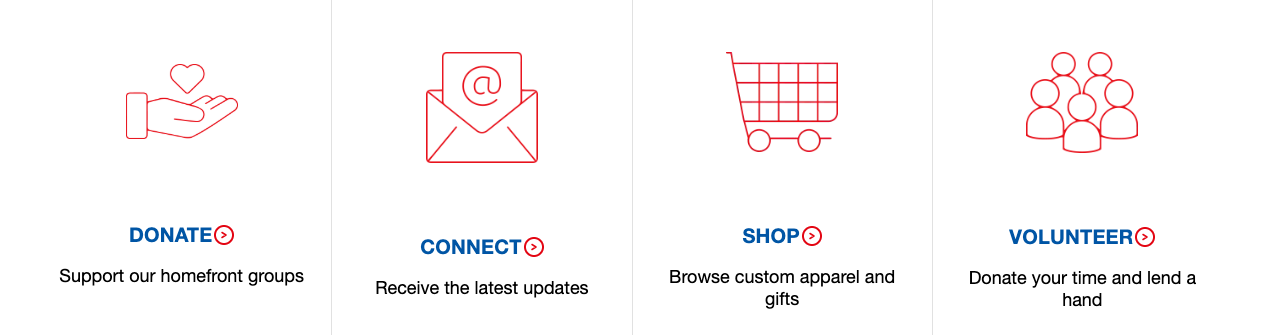 @
DONATE
Support our homefront groups
CONNECT
Receive the latest updates
SHOP
Browse custom apparel and
gifts
VOLUNTEER
Donate your time and lend a
hand